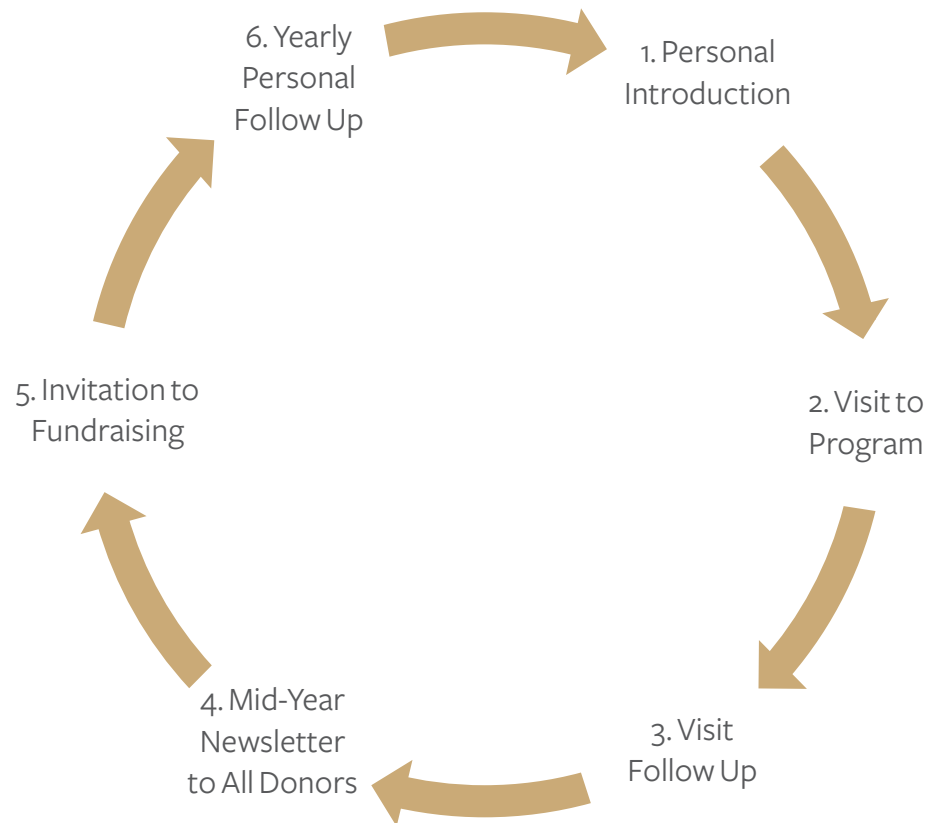 1. Personal
Introduction
2. Visit to
Program
3. Visit
Follow Up
4. Mid-Year
Newsletter
to All Donors
5. Invitation to
Fundraising
6. Yearly
Personal
Follow Up